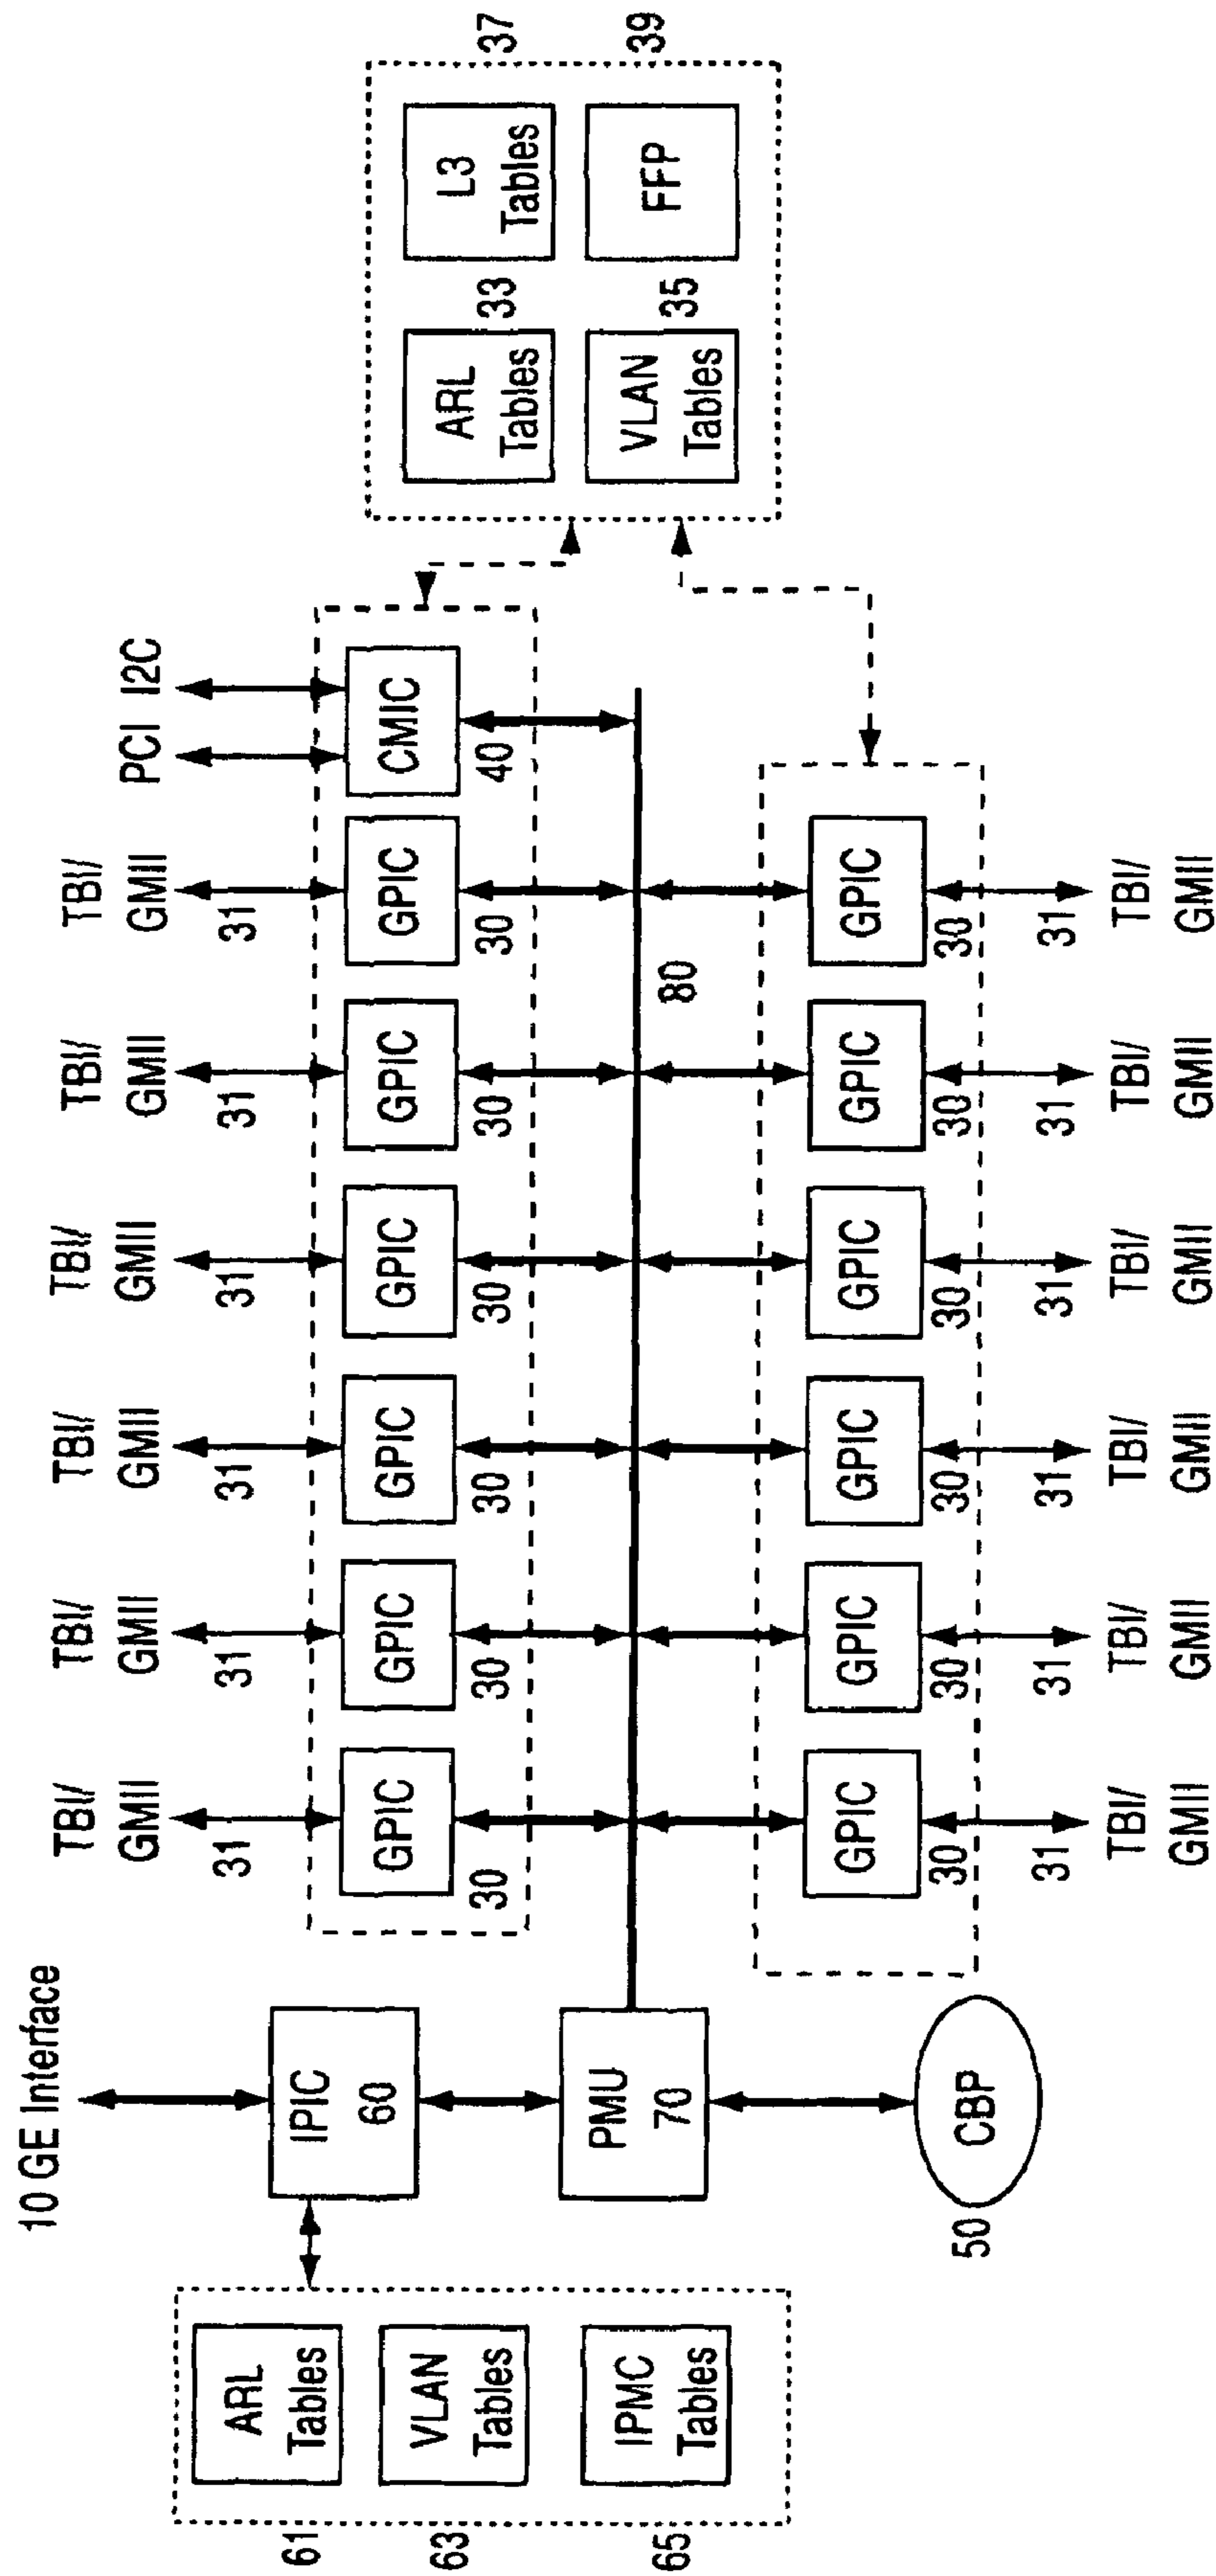 10 GE Interface
TBI/
GMII
TBI/
GMII
TBI/
GMII
TBI/
GMII
TBI/
GMII
TBI/
GMII
PCI
I2C
31
31
31
31
31
31
61
ARL
Tables
63
VLAN
Tables
65
IPMC
Tables
IPIC
60
GPIC
GPIC
GPIC
GPIC
GPIC
GPIC
CMIC
30
30
30
30
30
30
40
ARL
Tables
33
L3
Tables
37
VLAN
Tables
35
FFP
39
PMU
70
80
GPIC
GPIC
GPIC
GPIC
GPIC
GPIC
30
30
30
30
30
30
50
CBP
31
31
31
31
31
31
TBI/
GMII
TBI/
GMII
TBI/
GMII
TBI/
GMII
TBI/
GMII
TBI/
GMII